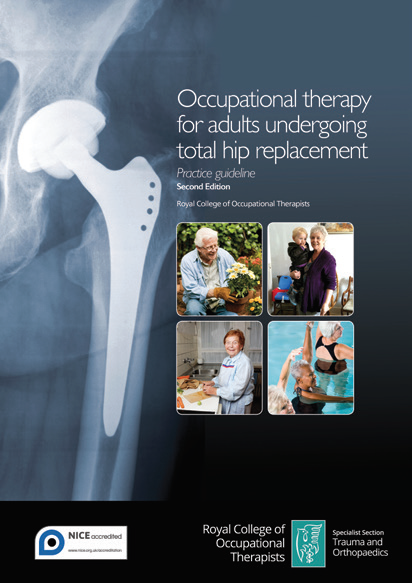 Occupational therapy
for adults undergoing
total hip replacement
Practice guideline
Second Edition
Royal College of Occupational Therapists
NICE accredited
www.nice.org.uk/accreditation
Royal College of
Occupational
Therapists
Specialist Section
Trauma and
Orthopaedics